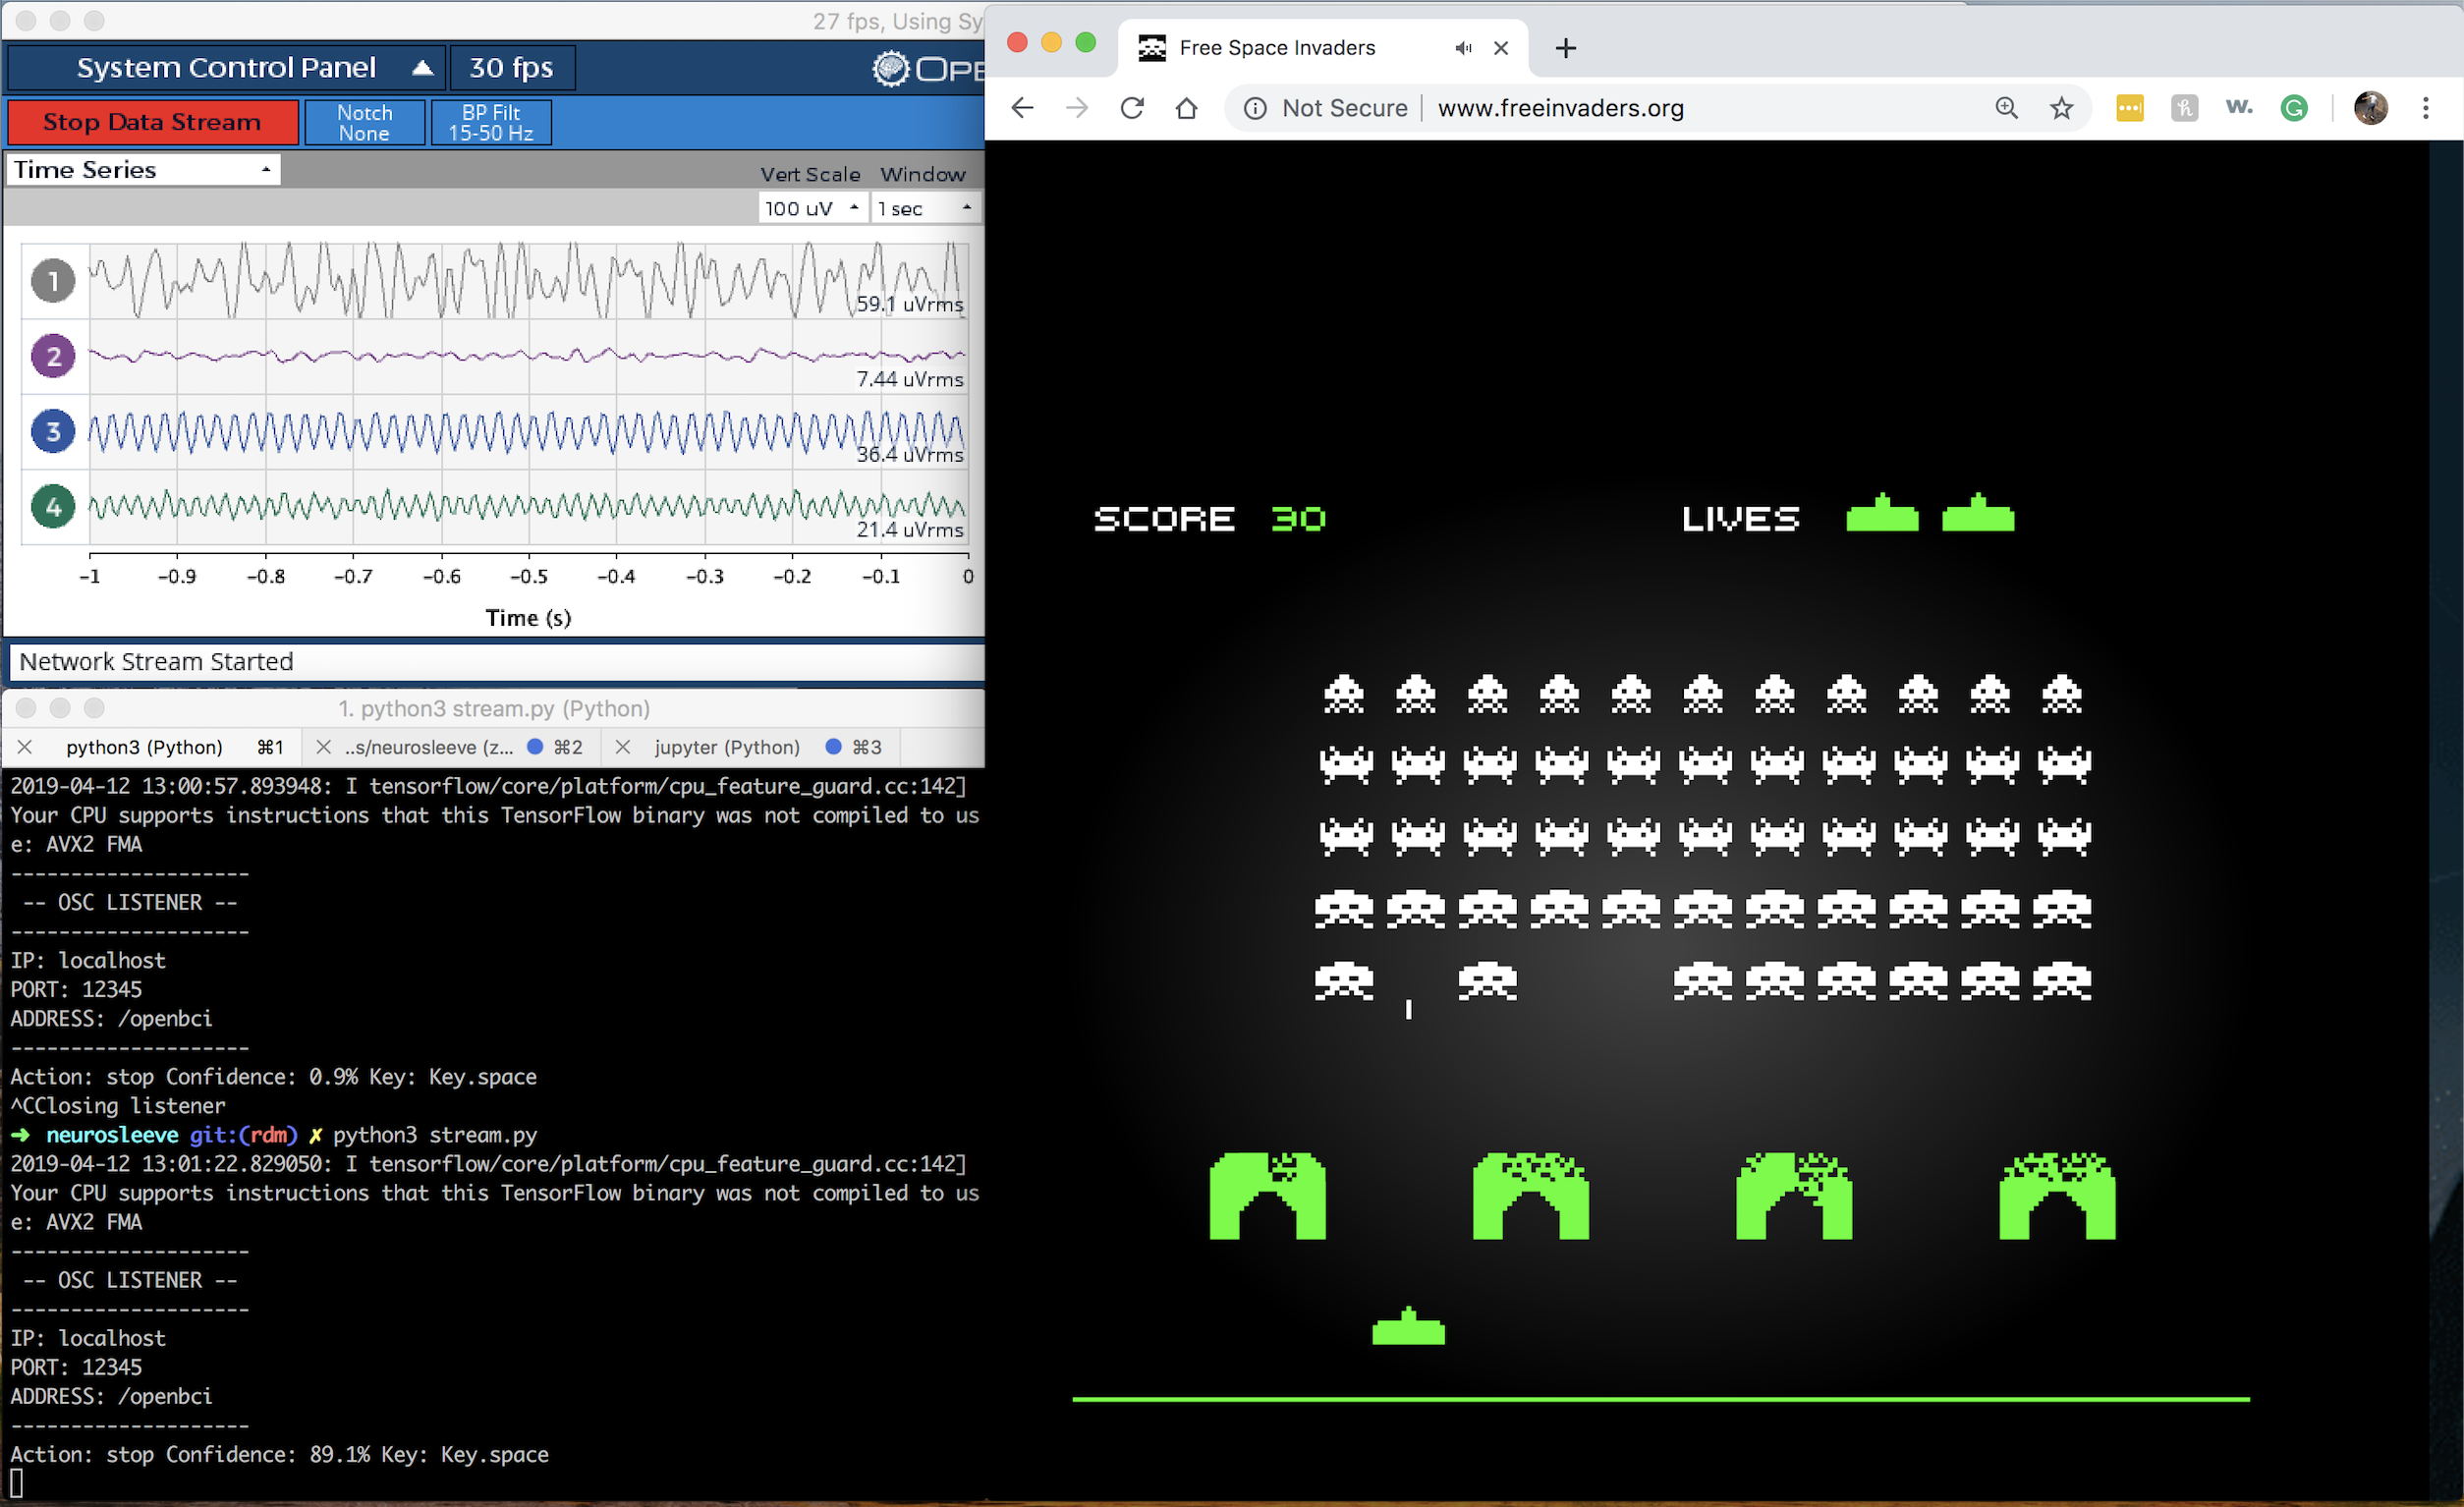 27 fps, Using Sy
System Control Panel
30 fps
OPE
Stop Data Stream
Notch
None
BP Filt
15-50 Hz
Time Series
Vert Scale
Window
100 uV
1 sec
1
59.1 uVrms
2
7.44 uVrms
3
36.4 uVrms
4
21.4 uVrms
-1 -0.9 -0.8 -0.7 -0.6 -0.5 -0.4 -0.3 -0.2 -0.1 0
Time (s)
Network Stream Started
1. python3 stream.py (Python)
python3 (Python) ⌘1
..s/neurosleeve (z... ⌘2
jupyter (Python) ⌘3
2019-04-12 13:00:57.893948: I tensorflow/core/platform/cpu_feature_guard.cc:142]
Your CPU supports instructions that this TensorFlow binary was not compiled to us
e: AVX2 FMA
--------------------
-- OSC LISTENER --
--------------------
IP: localhost
PORT: 12345
ADDRESS: /openbci
--------------------
Action: stop Confidence: 0.9% Key: Key.space
^CClosing listener
➜ neurosleeve git:(rdm) ✗ python3 stream.py
2019-04-12 13:01:22.829050: I tensorflow/core/platform/cpu_feature_guard.cc:142]
Your CPU supports instructions that this TensorFlow binary was not compiled to us
e: AVX2 FMA
--------------------
-- OSC LISTENER --
--------------------
IP: localhost
PORT: 12345
ADDRESS: /openbci
--------------------
Action: stop Confidence: 89.1% Key: Key.space
Free Space Invaders
Not Secure
www.freeinvaders.org
h
w.
G
SCORE 30
LIVES